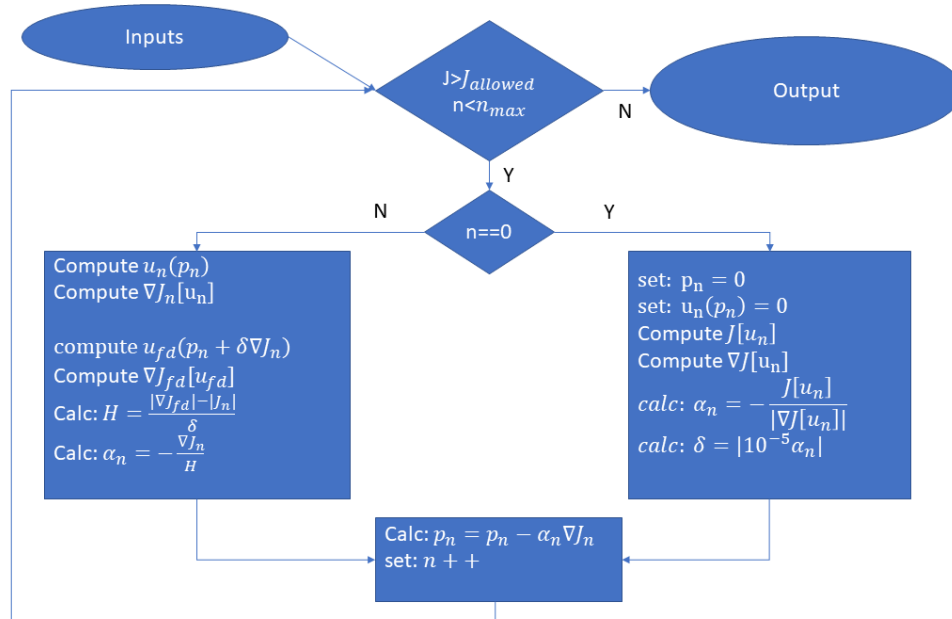 Inputs
J>J_allowed
n<n_max
Output
N
Y
N
Y
n==0
Compute u_n(p_n)
Compute ∇J_n[u_n]
compute u_fd(p_n + δ∇J_n)
Compute ∇J_fd[u_fd]
Calc: H = (|∇J_fd|−|J_n|)/δ
Calc: α_n = −∇J_n/H
set: p_n = 0
set: u_n(p_n) = 0
Compute J[u_n]
Compute ∇J[u_n]
calc: α_n = −J[u_n]/|∇J[u_n]|
calc: δ = |10^−5 α_n|
Calc: p_n = p_n − α_n∇J_n
set: n + +